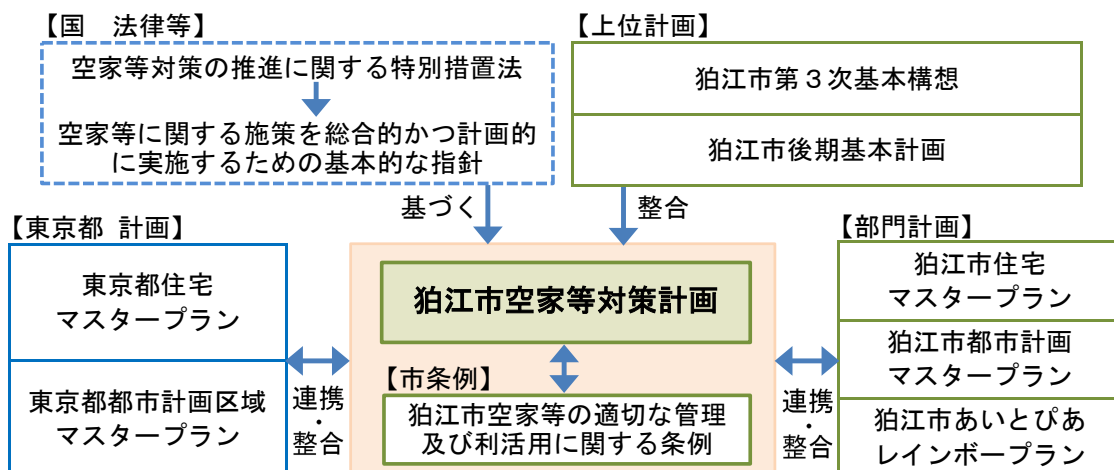 【国　法律等】
空家等対策の推進に関する特別措置法
空家等に関する施策を総合的かつ計画的
に実施するための基本的な指針
【上位計画】
狛江市第３次基本構想
狛江市後期基本計画
基づく
整合
【東京都 計画】
東京都住宅
マスタープラン
東京都都市計画区域
マスタープラン
連携
・
整合
狛江市空家等対策計画
【市条例】
狛江市空家等の適切な管理
及び利活用に関する条例
連携
・
整合
【部門計画】
狛江市住宅
マスタープラン
狛江市都市計画
マスタープラン
狛江市あいとぴあ
レインボープラン